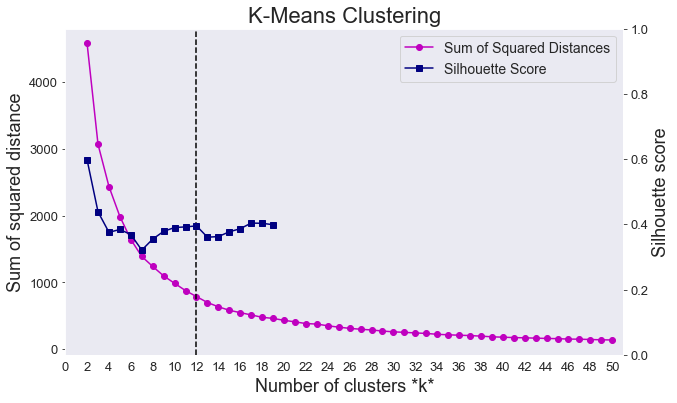 K-Means Clustering
Sum of Squared Distances
Silhouette Score
Sum of squared distance
4000
3000
2000
1000
0
1.0
0.8
0.6
0.4
0.2
0.0
Silhouette score
0 2 4 6 8 10 12 14 16 18 20 22 24 26 28 30 32 34 36 38 40 42 44 46 48 50
Number of clusters *k*